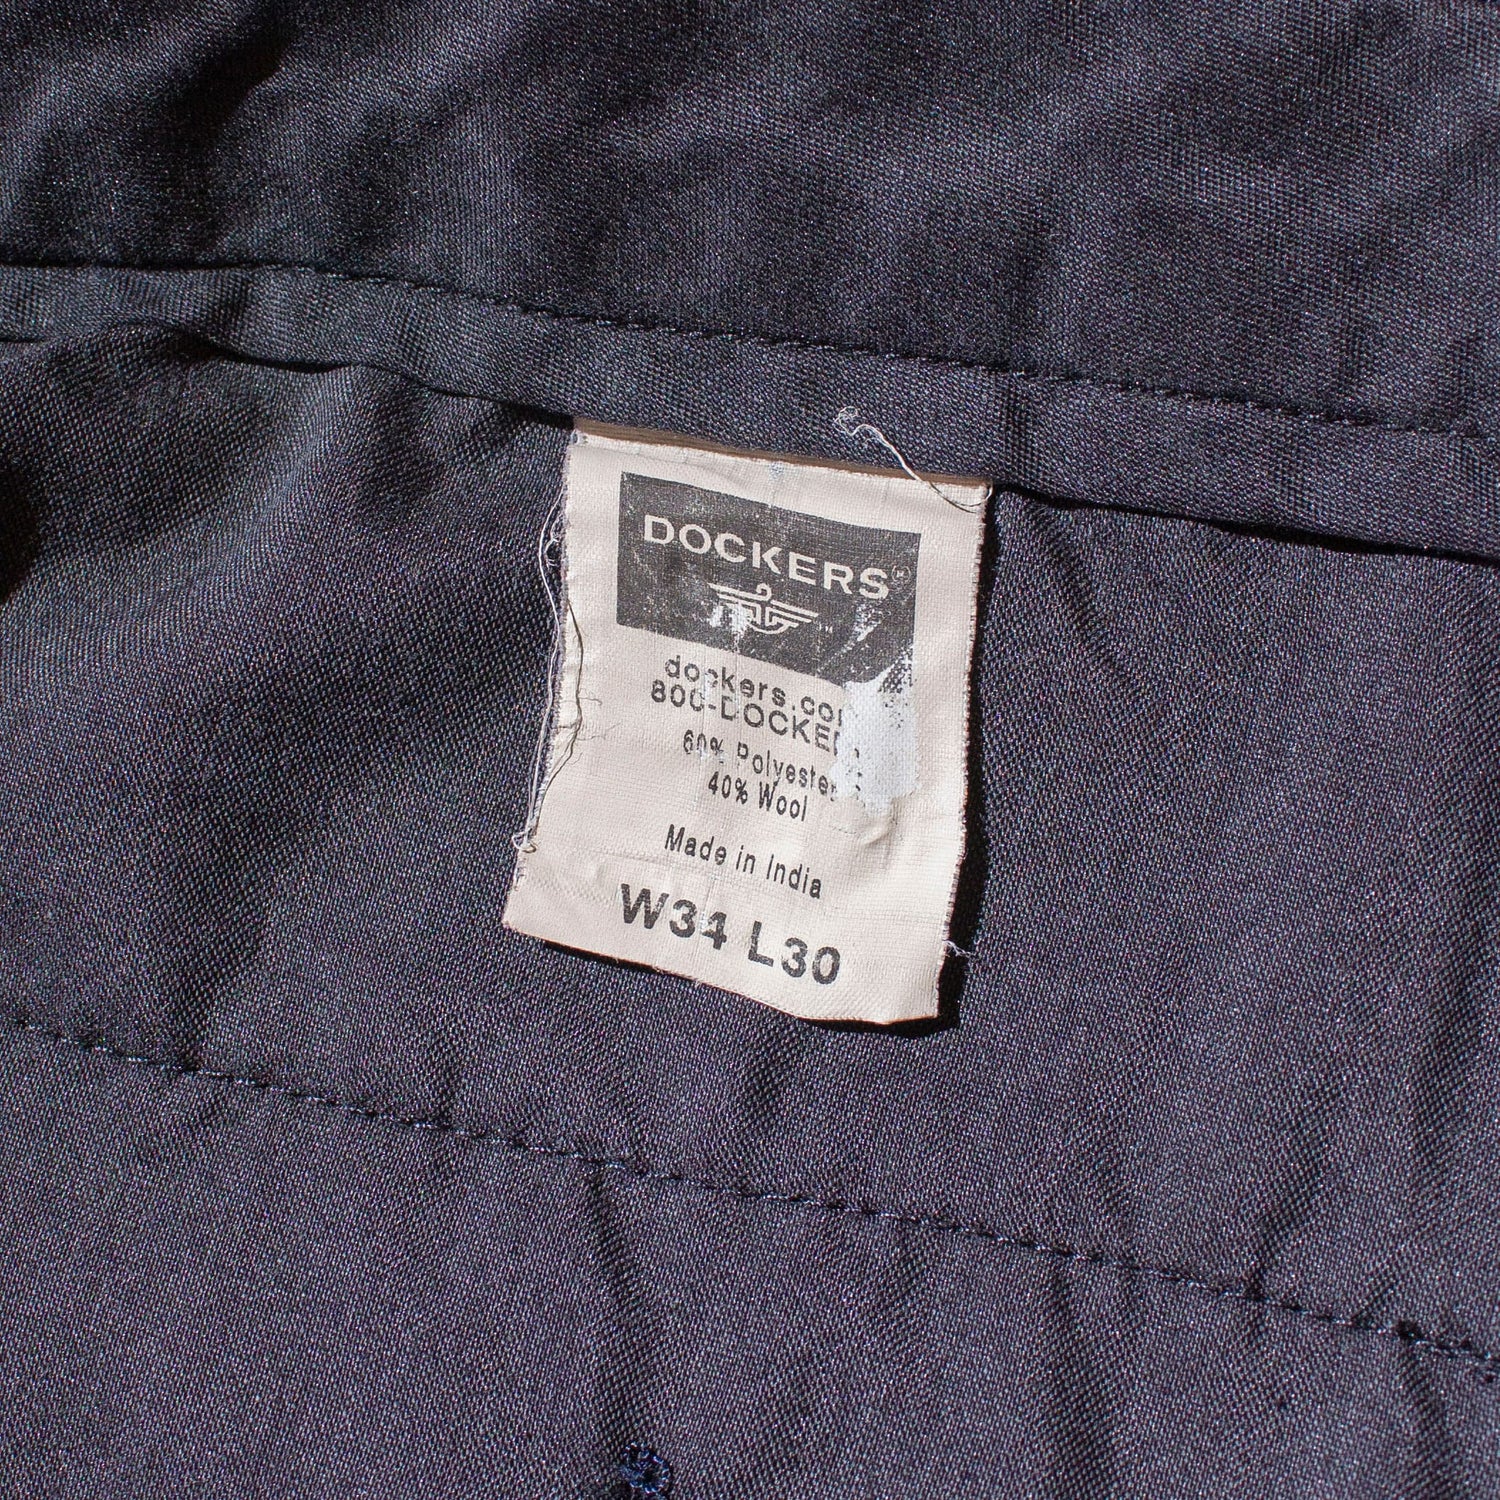 DOCKERS®
dockers.com
800-DOCKERS
60% Polyester
40% Wool
Made in India
W34 L30